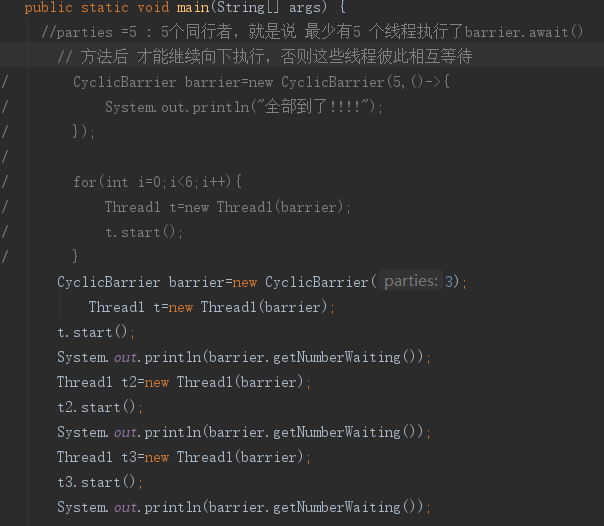 public static void main(String[] args) {
//parties =5 : 5个同行者，就是说 最少有5 个线程执行了barrier.await()
// 方法后 才能继续向下执行，否则这些线程彼此相互等待
/ CyclicBarrier barrier=new CyclicBarrier(5,()->{
/ System.out.println("全部到了!!!!");
/ });
/
/ for(int i=0;i<6;i++){
/ Thread1 t=new Thread1(barrier);
/ t.start();
/ }
CyclicBarrier barrier=new CyclicBarrier( parties: 3);
Thread1 t=new Thread1(barrier);
t.start();
System.out.println(barrier.getNumberWaiting());
Thread1 t2=new Thread1(barrier);
t2.start();
System.out.println(barrier.getNumberWaiting());
Thread1 t3=new Thread1(barrier);
t3.start();
System.out.println(barrier.getNumberWaiting());